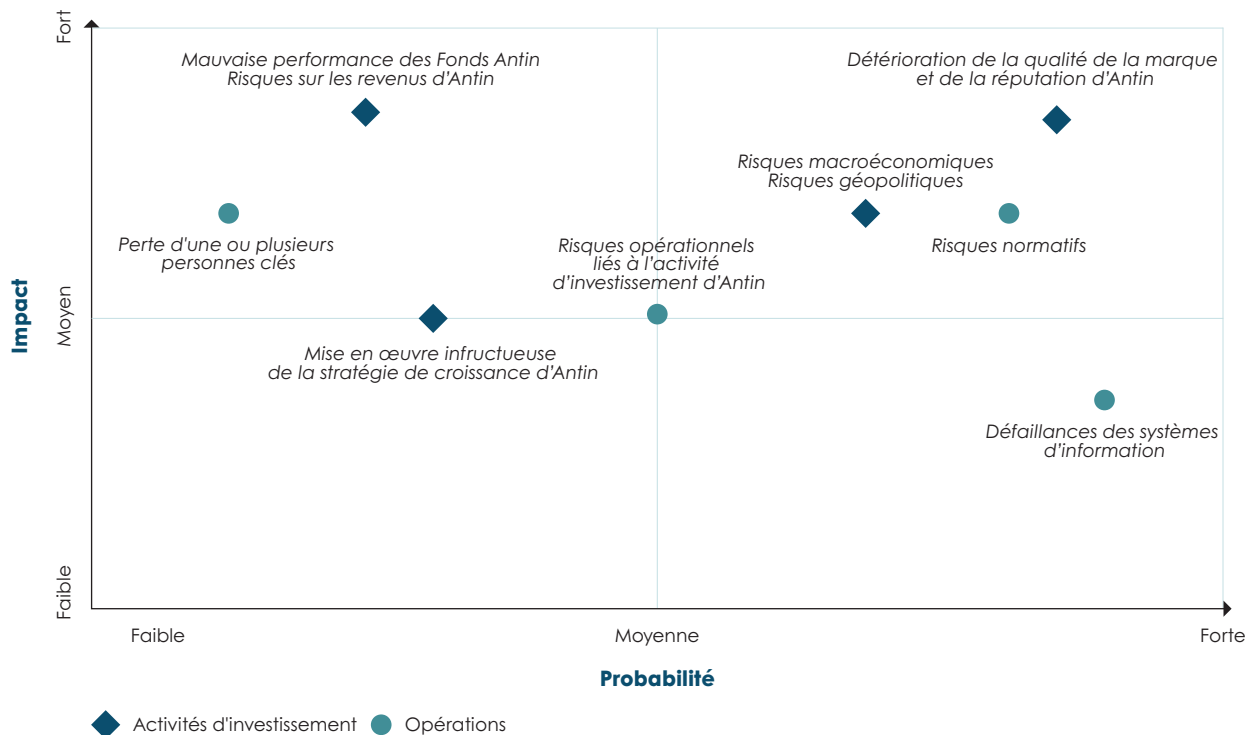 Fort
Mauvaise performance des Fonds Antin
Risques sur les revenus d'Antin
Détérioration de la qualité de la marque
et de la réputation d'Antin
Risques macroéconomiques
Risques géopolitiques
Perte d'une ou plusieurs
personnes clés
Risques opérationnels
liés à l'activité
d'investissement d'Antin
Risques normatifs
Impact
Moyen
Mise en œuvre infructueuse
de la stratégie de croissance d'Antin
Défaillances des systèmes
d'information
Faible
Faible
Moyenne
Forte
Probabilité
Activités d'investissement
Opérations